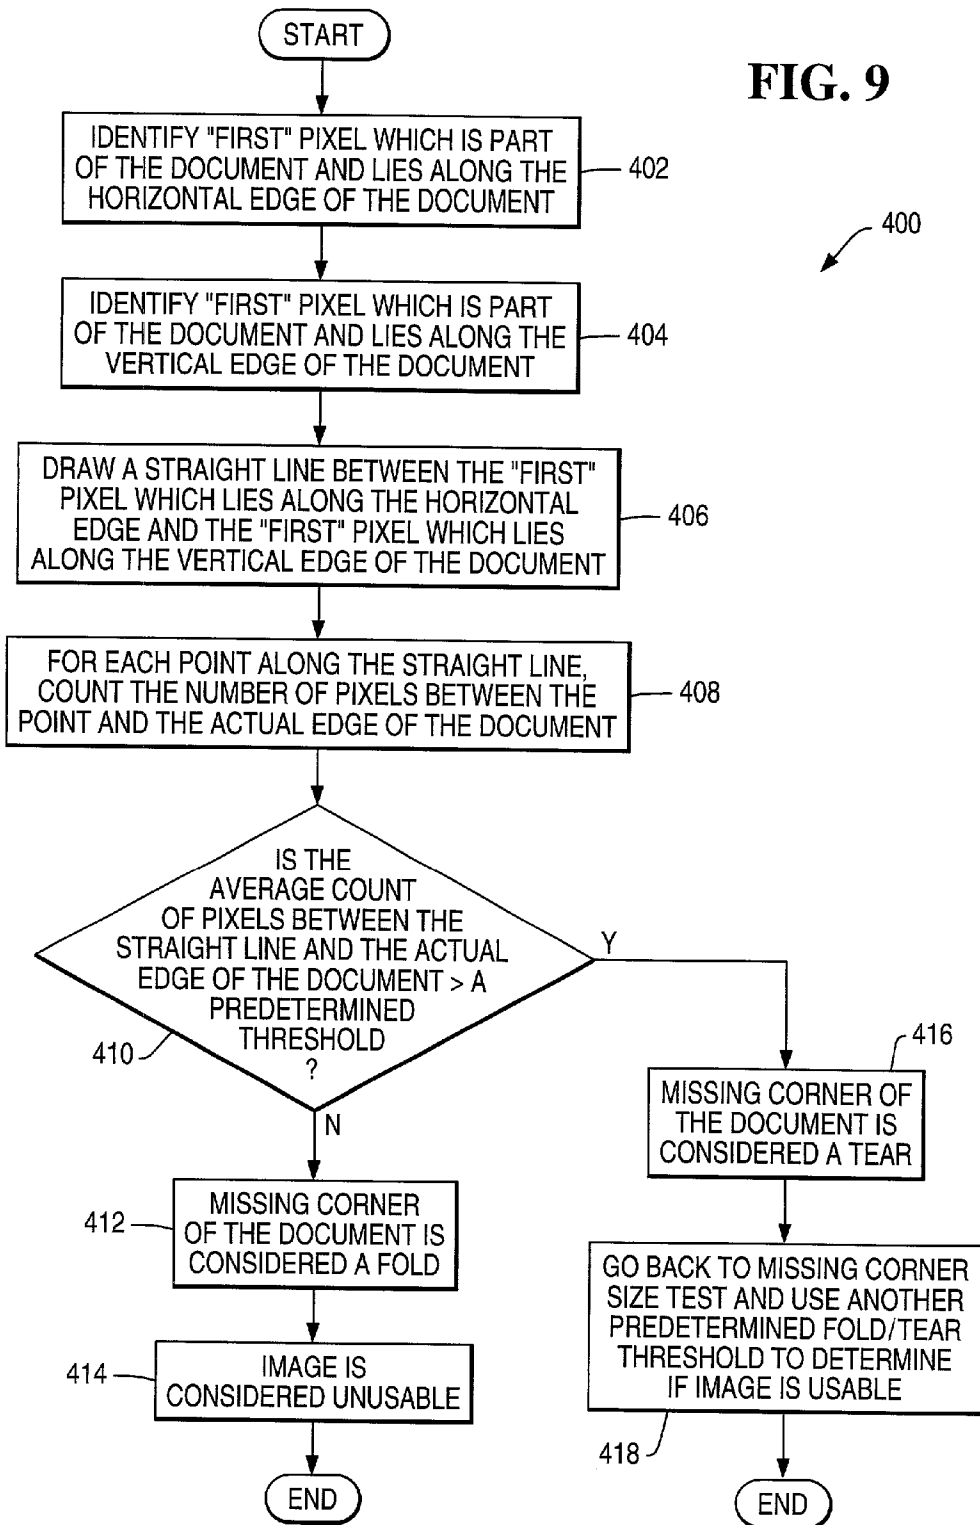 START
FIG. 9
IDENTIFY "FIRST" PIXEL WHICH IS PART
OF THE DOCUMENT AND LIES ALONG THE
HORIZONTAL EDGE OF THE DOCUMENT
402
400
IDENTIFY "FIRST" PIXEL WHICH IS PART
OF THE DOCUMENT AND LIES ALONG THE
VERTICAL EDGE OF THE DOCUMENT
404
DRAW A STRAIGHT LINE BETWEEN THE "FIRST"
PIXEL WHICH LIES ALONG THE HORIZONTAL
EDGE AND THE "FIRST" PIXEL WHICH LIES
ALONG THE VERTICAL EDGE OF THE DOCUMENT
406
FOR EACH POINT ALONG THE STRAIGHT LINE,
COUNT THE NUMBER OF PIXELS BETWEEN THE
POINT AND THE ACTUAL EDGE OF THE DOCUMENT
408
IS THE
AVERAGE COUNT
OF PIXELS BETWEEN THE
STRAIGHT LINE AND THE ACTUAL
EDGE OF THE DOCUMENT > A
PREDETERMINED
THRESHOLD
?
410
Y
N
416
MISSING CORNER OF
THE DOCUMENT IS
CONSIDERED A TEAR
412
MISSING CORNER
OF THE DOCUMENT IS
CONSIDERED A FOLD
GO BACK TO MISSING CORNER
SIZE TEST AND USE ANOTHER
PREDETERMINED FOLD/TEAR
THRESHOLD TO DETERMINE
IF IMAGE IS USABLE
418
414
IMAGE IS
CONSIDERED UNUSABLE
END
END